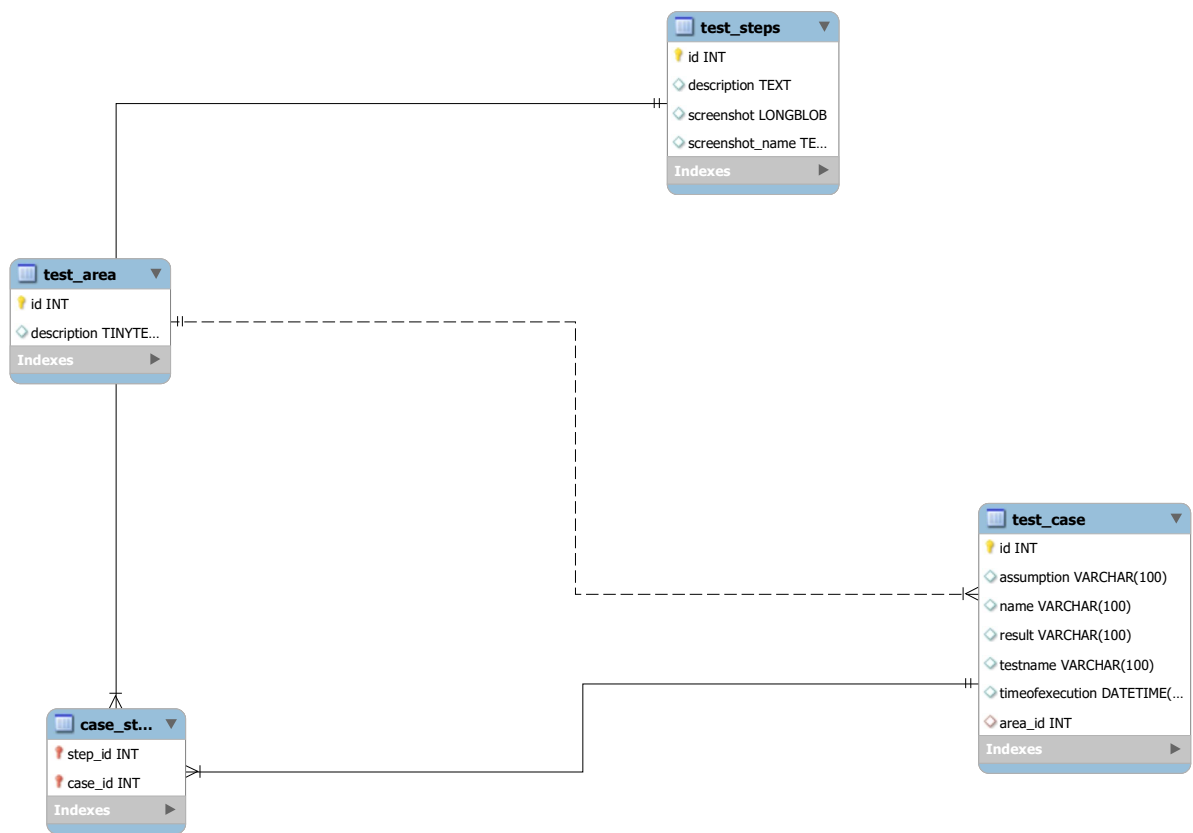 test_steps
id INT
description TEXT
screenshot LONGBLOB
screenshot_name TE...
Indexes
test_area
id INT
description TINYTE...
Indexes
test_case
id INT
assumption VARCHAR(100)
name VARCHAR(100)
result VARCHAR(100)
testname VARCHAR(100)
timeofexecution DATETIME(...
area_id INT
Indexes
case_st...
step_id INT
case_id INT
Indexes